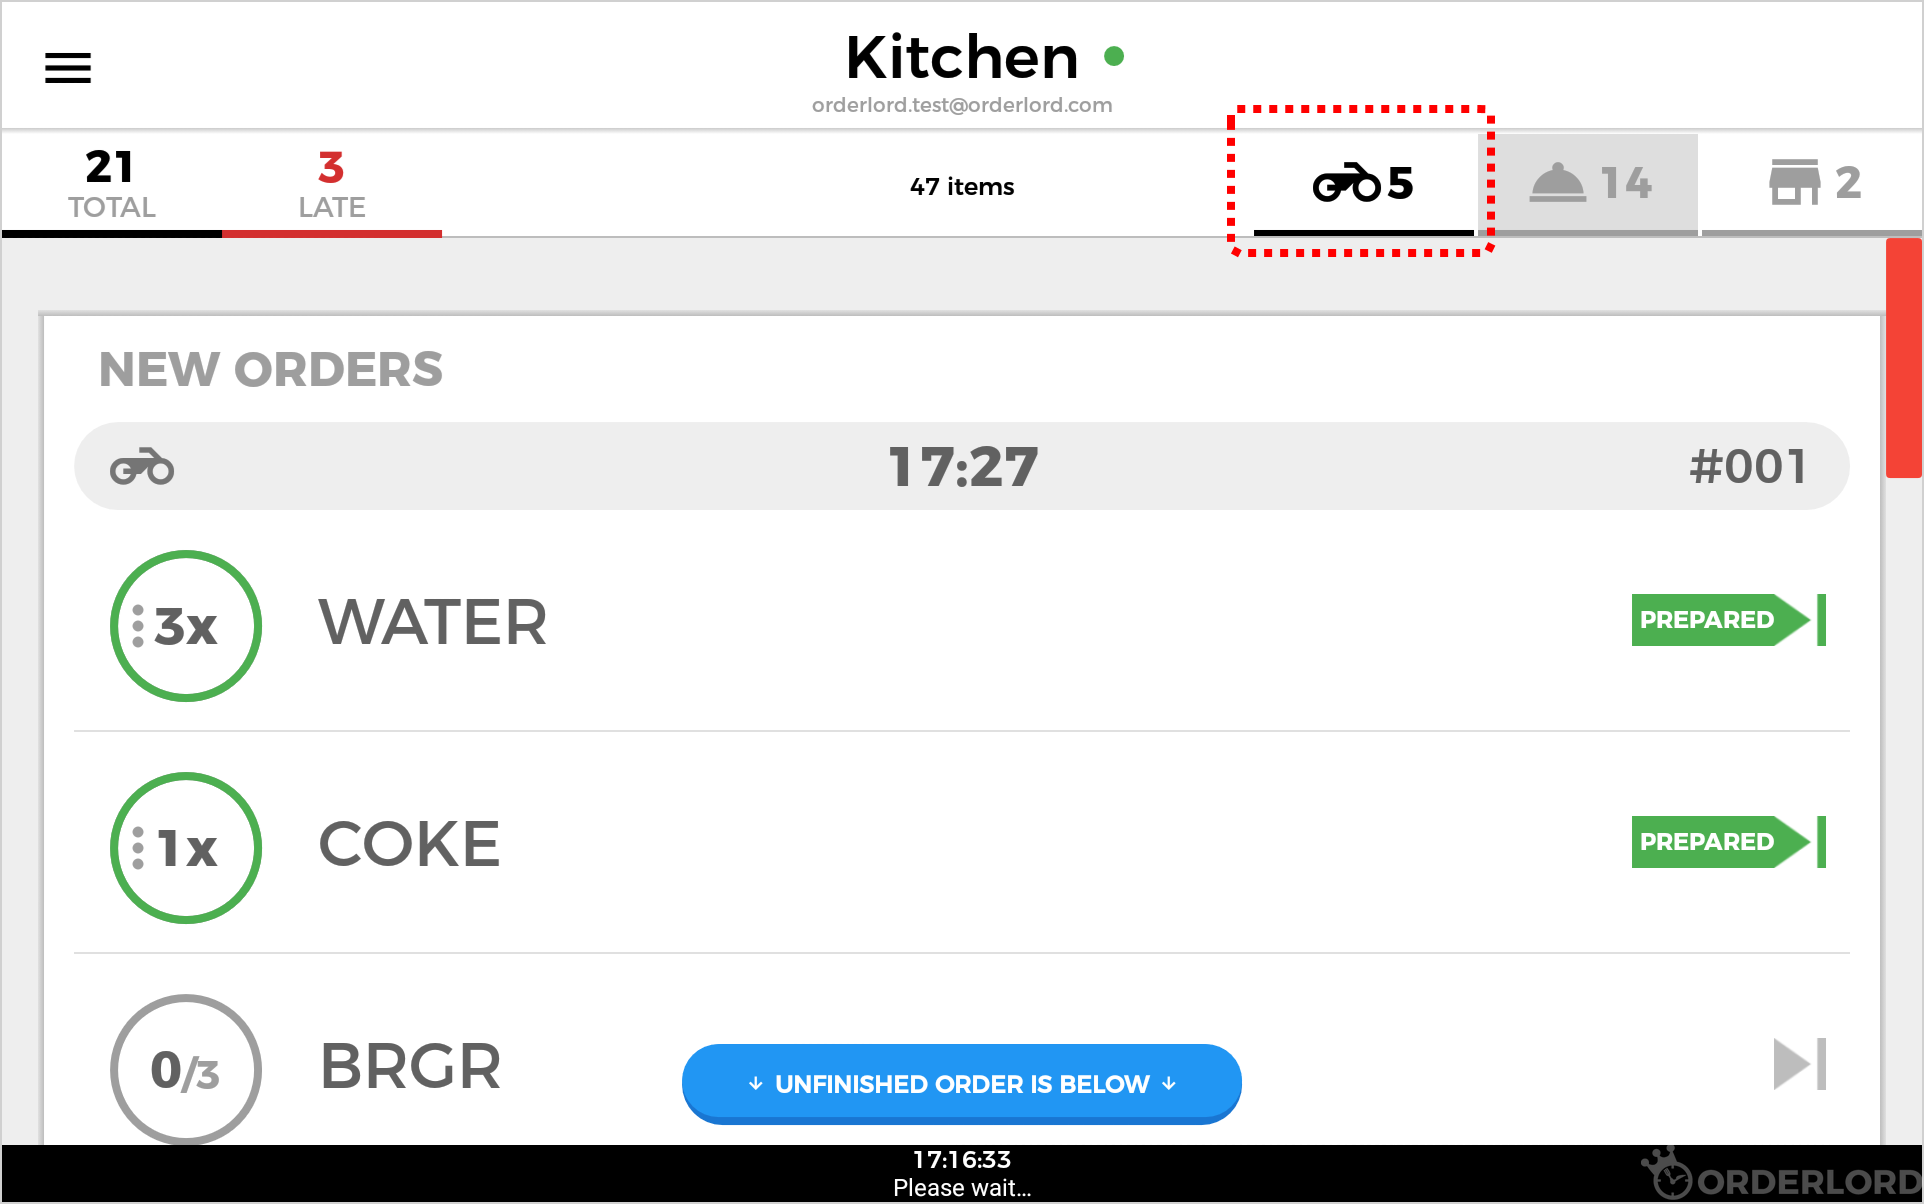 Kitchen
orderlord.test@orderlord.com
21
TOTAL
3
LATE
47 items
5
14
2
NEW ORDERS
17:27
#001
3x WATER PREPARED
1x COKE PREPARED
0/3 BRGR
↓ UNFINISHED ORDER IS BELOW ↓
17:16:33
Please wait...
ORDERLORD